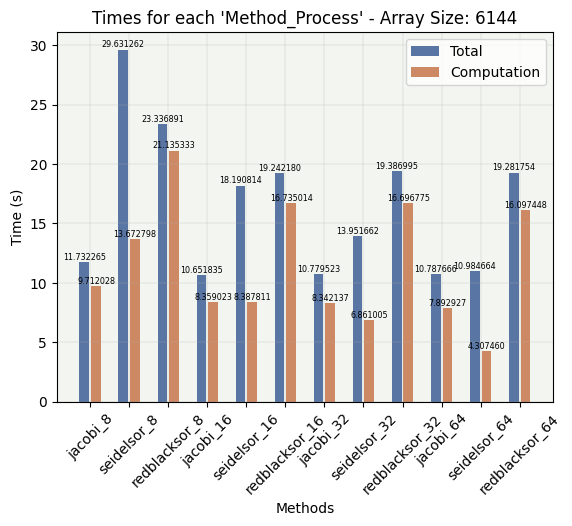 Times for each 'Method_Process' - Array Size: 6144
Total
Computation
Time (s)
30
25
20
15
10
5
0
11.732265
9.712028
29.631262
13.672798
23.336891
21.135333
10.651835
8.359023
18.190814
8.387811
19.242180
16.735014
10.779523
8.342137
13.951662
6.861005
19.386995
16.696775
10.787666
7.892927
10.984664
4.307460
19.281754
16.097448
jacobi_8
seidelsor_8
redblacksor_8
jacobi_16
seidelsor_16
redblacksor_16
jacobi_32
seidelsor_32
redblacksor_32
jacobi_64
seidelsor_64
redblacksor_64
Methods